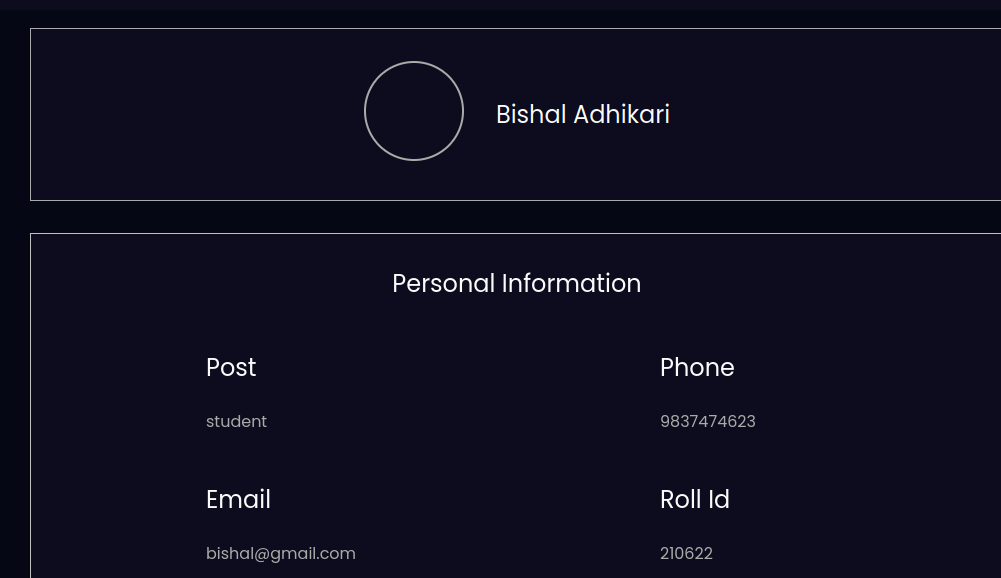 Bishal Adhikari
Personal Information
Post
Phone
student
9837474623
Email
Roll Id
bishal@gmail.com
210622